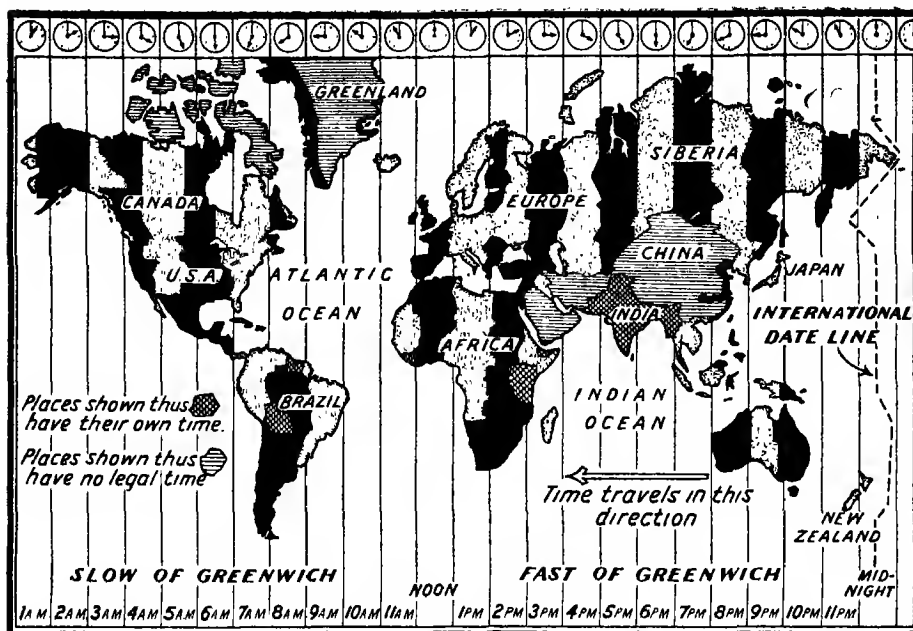 GREENLAND
CANADA
EUROPE
SIBERIA
U.S.A
ATLANTIC
OCEAN
CHINA
JAPAN
INDIA
AFRICA
INTERNATIONAL
DATE LINE
BRAZIL
INDIAN
OCEAN
Places shown thus
have their own time.
Places shown thus
have no legal time
Time travels in this
direction
NEW
ZEALAND
SLOW OF GREENWICH
NOON
FAST OF GREENWICH
MID-
NIGHT
1AM 2AM 3AM 4AM 5AM 6AM 7AM 8AM 9AM 10AM 11AM 1PM 2PM 3PM 4PM 5PM 6PM 7PM 8PM 9PM 10PM 11PM